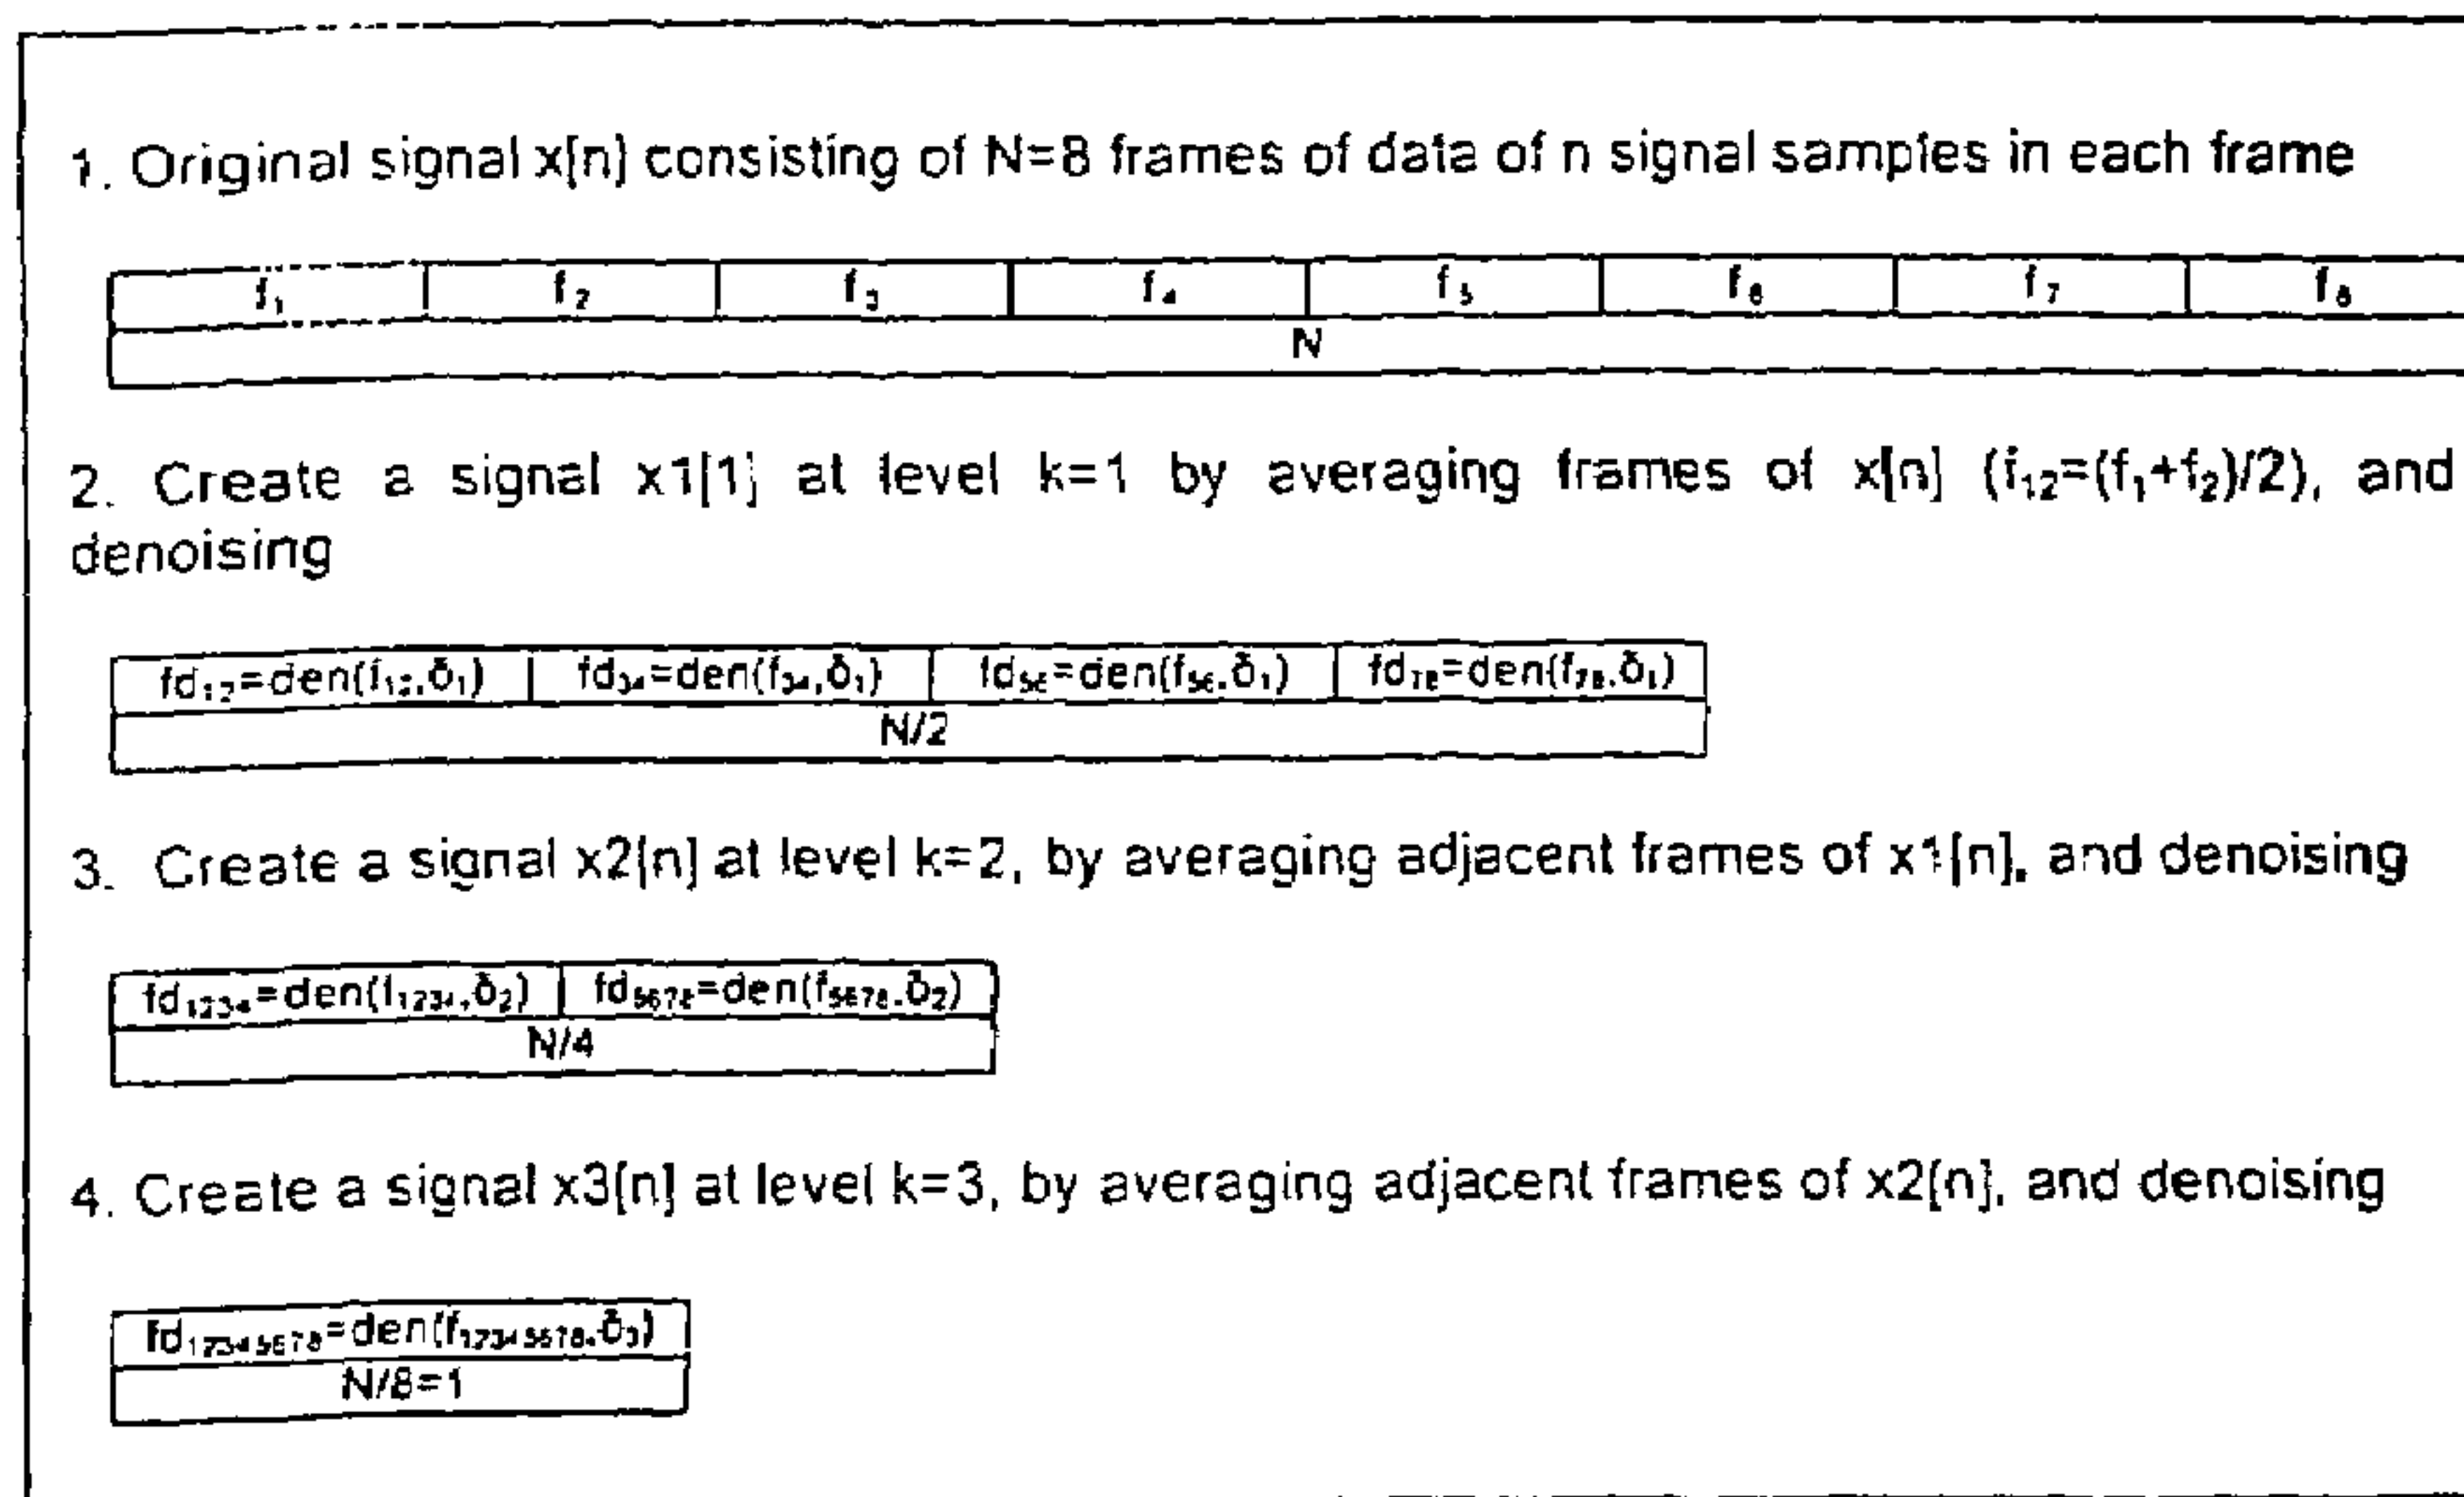 1. Original signal x[n] consisting of N=8 frames of data of n signal samples in each frame
f₁ f₂ f₃ f₄ f₅ f₆ f₇ f₈
N
2. Create a signal x1[1] at level k=1 by averaging frames of x[n] (f₁₂=(f₁+f₂)/2), and
denoising
fd₁₂=den(f₁₂,δ₁) fd₃₄=den(f₃₄,δ₁) fd₅₆=den(f₅₆,δ₁) fd₇₈=den(f₇₈,δ₁)
N/2
3. Create a signal x2[n] at level k=2, by averaging adjacent frames of x1[n], and denoising
fd₁₂₃₄=den(f₁₂₃₄,δ₂) fd₅₆₇₈=den(f₅₆₇₈,δ₂)
N/4
4. Create a signal x3[n] at level k=3, by averaging adjacent frames of x2[n], and denoising
fd₁₂₃₄₅₆₇₈=den(f₁₂₃₄₅₆₇₈,δ₃)
N/8=1